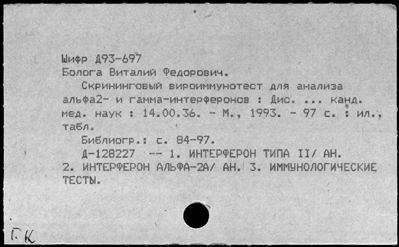 Шифр Д93-697
Болога Виталий Федорович.
Скрининговый вироиммунотест для анализа
альфа2- и гамма-интерферонов : Дис. ... канд.
мед. наук : 14.00.36. - М., 1993. - 97 с. : ил.,
табл.
Библиогр.: с. 84-97.
Д-128227 -- 1. ИНТЕРФЕРОН ТИПА II/ АН.
2. ИНТЕРФЕРОН АЛЬФА-2А/ АН. 3. ИММУНОЛОГИЧЕСКИЕ
ТЕСТЫ.
Г.К